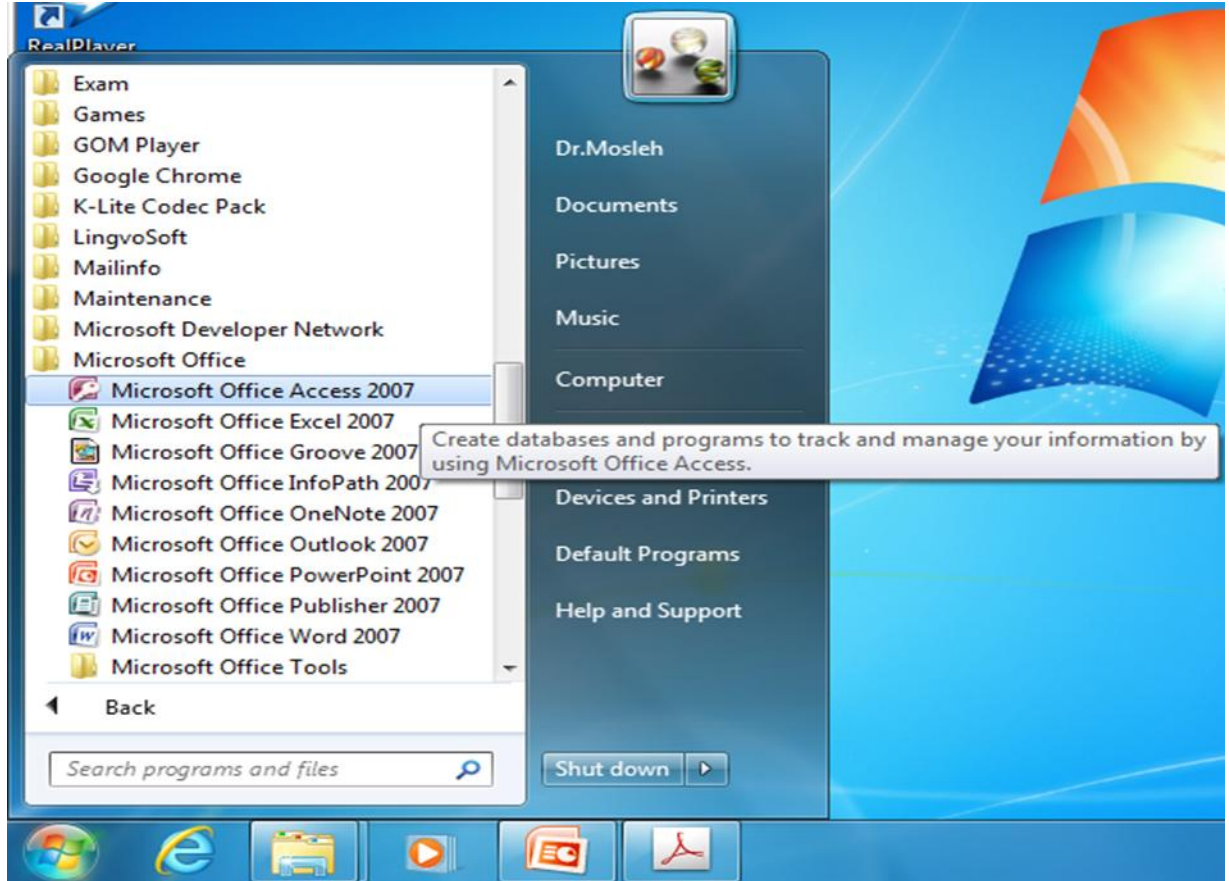 RealPlayer
Exam
Games
GOM Player
Google Chrome
K-Lite Codec Pack
LingvoSoft
Mailinfo
Maintenance
Microsoft Developer Network
Microsoft Office
Microsoft Office Access 2007
Microsoft Office Excel 2007
Microsoft Office Groove 2007
Microsoft Office InfoPath 2007
Microsoft Office OneNote 2007
Microsoft Office Outlook 2007
Microsoft Office PowerPoint 2007
Microsoft Office Publisher 2007
Microsoft Office Word 2007
Microsoft Office Tools
Back
Search programs and files
Dr.Mosleh
Documents
Pictures
Music
Computer
Create databases and programs to track and manage your information by
using Microsoft Office Access.
Devices and Printers
Default Programs
Help and Support
Shut down